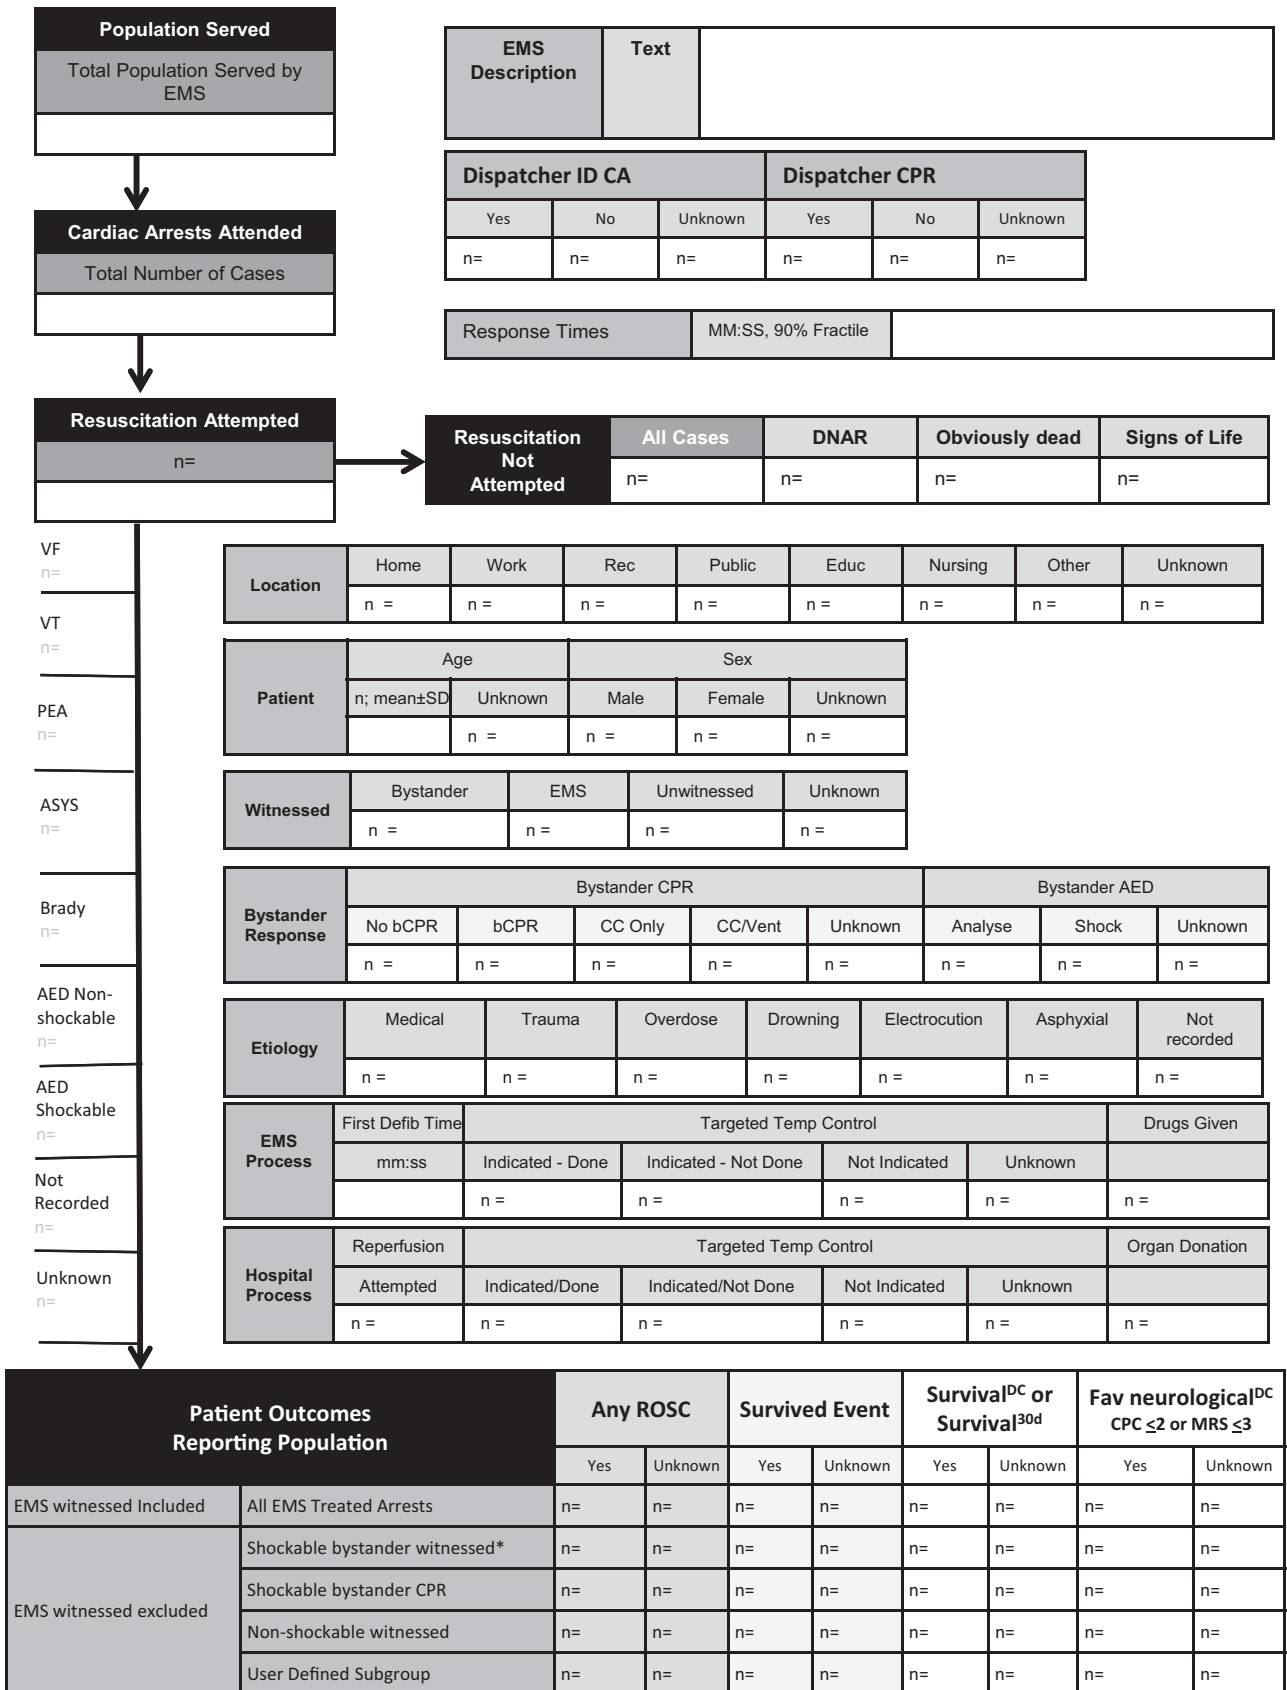 Population Served
Total Population Served by
EMS
EMS
Description
Text
Dispatcher ID CA
Dispatcher CPR
Yes
No
Unknown
Yes
No
Unknown
n=
n=
n=
n=
n=
n=
Cardiac Arrests Attended
Total Number of Cases
Response Times
MM:SS, 90% Fractile
Resuscitation Attempted
n=
Resuscitation
Not
Attempted
All Cases
DNAR
Obviously dead
Signs of Life
n=
n=
n=
n=
VF
n=
VT
n=
PEA
n=
ASYS
n=
Brady
n=
AED Non-
shockable
n=
AED
Shockable
n=
Not
Recorded
n=
Unknown
n=
Location
Home
Work
Rec
Public
Educ
Nursing
Other
Unknown
n =
n =
n =
n =
n =
n =
n =
n =
Patient
Age
Sex
n; mean±SD
Unknown
Male
Female
Unknown
n =
n =
n =
n =
Witnessed
Bystander
EMS
Unwitnessed
Unknown
n =
n =
n =
n =
Bystander
Response
Bystander CPR
Bystander AED
No bCPR
bCPR
CC Only
CC/Vent
Unknown
Analyse
Shock
Unknown
n =
n =
n =
n =
n =
n =
n =
n =
Etiology
Medical
Trauma
Overdose
Drowning
Electrocution
Asphyxial
Not
recorded
n =
n =
n =
n =
n =
n =
n =
EMS
Process
First Defib Time
Targeted Temp Control
Drugs Given
mm:ss
Indicated - Done
Indicated - Not Done
Not Indicated
Unknown
n =
n =
n =
n =
n =
Hospital
Process
Reperfusion
Targeted Temp Control
Organ Donation
Attempted
Indicated/Done
Indicated/Not Done
Not Indicated
Unknown
n =
n =
n =
n =
n =
n =
Patient Outcomes
Reporting Population
Any ROSC
Survived Event
Survival^DC or
Survival^30d
Fav neurological^DC
CPC ≤2 or MRS ≤3
Yes
Unknown
Yes
Unknown
Yes
Unknown
Yes
Unknown
EMS witnessed Included
All EMS Treated Arrests
n=
n=
n=
n=
n=
n=
n=
n=
EMS witnessed excluded
Shockable bystander witnessed*
n=
n=
n=
n=
n=
n=
n=
n=
Shockable bystander CPR
n=
n=
n=
n=
n=
n=
n=
n=
Non-shockable witnessed
n=
n=
n=
n=
n=
n=
n=
n=
User Defined Subgroup
n=
n=
n=
n=
n=
n=
n=
n=